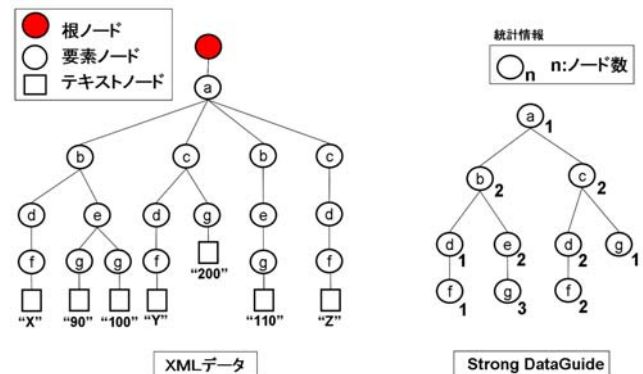 根ノード
要素ノード
テキストノード
a
b c b c
d e d g e d
f g g f g f
"200"
"X" "90" "100" "Y" "110" "Z"
XMLデータ
統計情報
n n:ノード数
a 1
b 2 c 2
d 1 e 2 d 2 g 1
f 1 g 3 f 2
Strong DataGuide